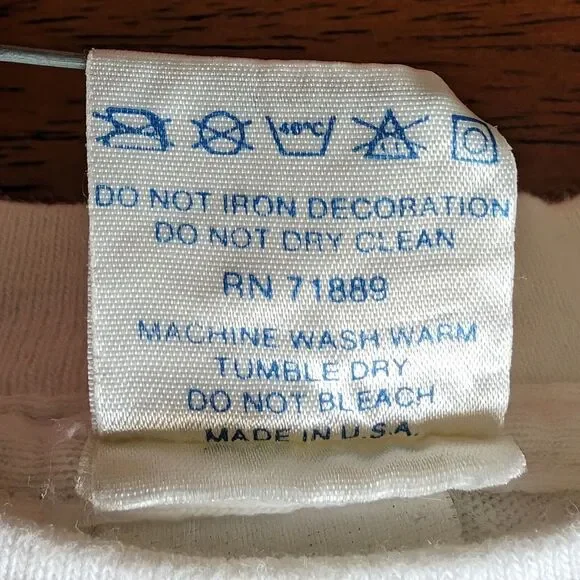 40°C
DO NOT IRON DECORATION
DO NOT DRY CLEAN
RN 71889
MACHINE WASH WARM
TUMBLE DRY
DO NOT BLEACH
MADE IN U.S.A.